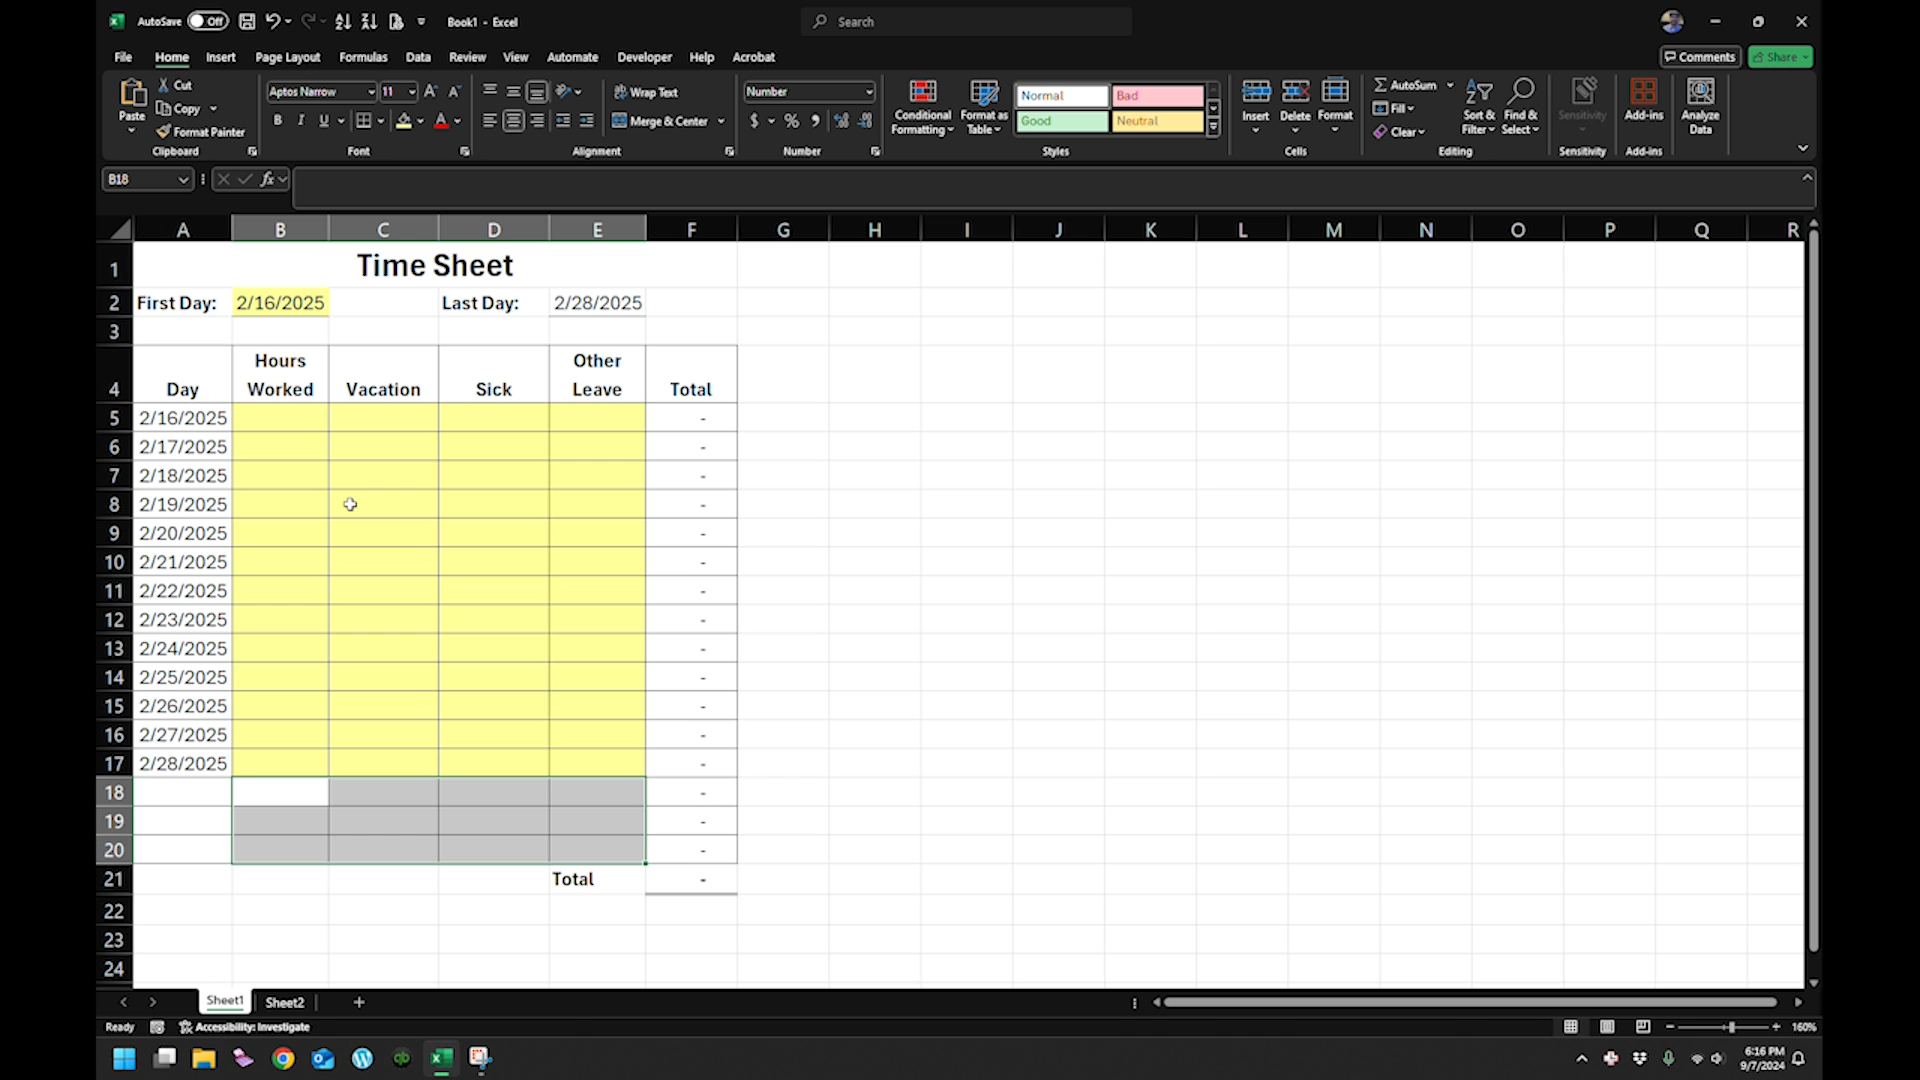 AutoSave Off Book1 - Excel Search
File Home Insert Page Layout Formulas Data Review View Automate Developer Help Acrobat Comments Share
Paste Cut Copy Format Painter Clipboard
Aptos Narrow 11 A A B I U A Font
Wrap Text Merge & Center Alignment
Number $ % Number
Conditional Formatting Format as Table Normal Bad Good Neutral Styles
Insert Delete Format Cells
AutoSum Fill Clear Sort & Filter Find & Select Editing
Sensitivity Sensitivity
Add-ins Add-ins
Analyze Data
B18 fx
A B C D E F G H I J K L M N O P Q R
1 Time Sheet
2 First Day: 2/16/2025 Last Day: 2/28/2025
3
Hours Other
4 Day Worked Vacation Sick Leave Total
5 2/16/2025 -
6 2/17/2025 -
7 2/18/2025 -
8 2/19/2025 -
9 2/20/2025 -
10 2/21/2025 -
11 2/22/2025 -
12 2/23/2025 -
13 2/24/2025 -
14 2/25/2025 -
15 2/26/2025 -
16 2/27/2025 -
17 2/28/2025 -
18 -
19 -
20 -
21 Total -
22
23
24
Sheet1 Sheet2 +
Ready Accessibility: Investigate 160%
6:16 PM
9/7/2024